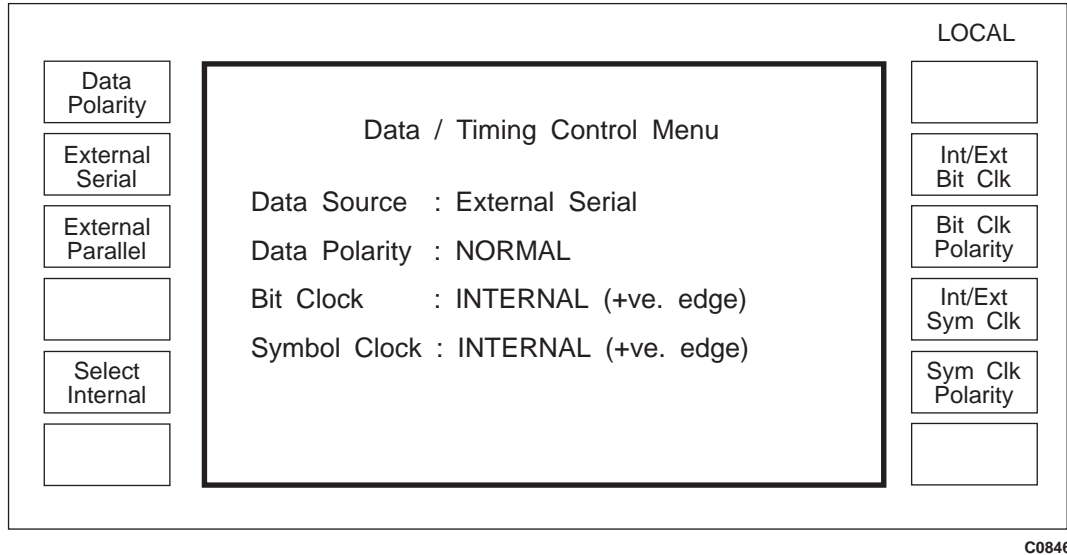 LOCAL
Data
Polarity
External
Serial
External
Parallel
Select
Internal
Data / Timing Control Menu
Data Source : External Serial
Data Polarity : NORMAL
Bit Clock : INTERNAL (+ve. edge)
Symbol Clock : INTERNAL (+ve. edge)
Int/Ext
Bit Clk
Bit Clk
Polarity
Int/Ext
Sym Clk
Sym Clk
Polarity
C0846